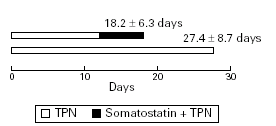 18.2 ± 6.3 days
27.4 ± 8.7 days
0 10 20 30
Days
TPN Somatostatin + TPN